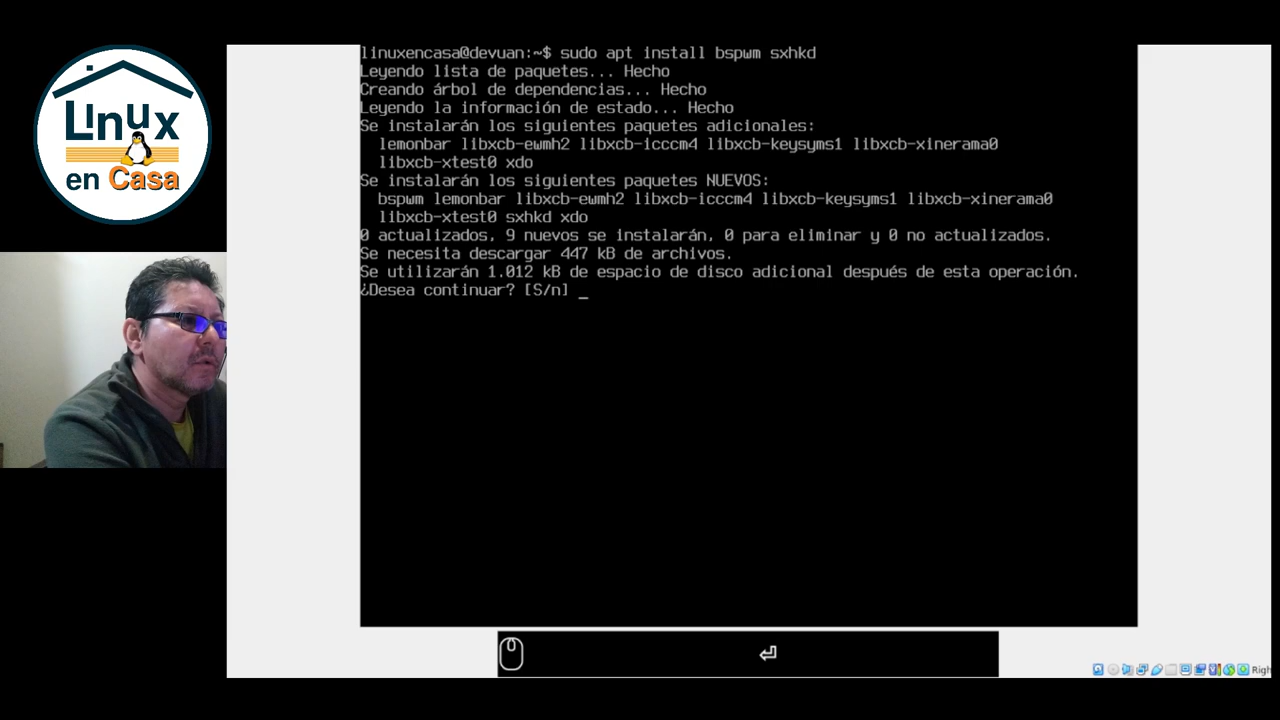 Linux
en Casa
linuxencasa@devuan:~$ sudo apt install bspwm sxhkd
Leyendo lista de paquetes... Hecho
Creando árbol de dependencias... Hecho
Leyendo la información de estado... Hecho
Se instalarán los siguientes paquetes adicionales:
lemonbar libxcb-ewmh2 libxcb-icccm4 libxcb-keysyms1 libxcb-xinerama0
libxcb-xtest0 xdo
Se instalarán los siguientes paquetes NUEVOS:
bspwm lemonbar libxcb-ewmh2 libxcb-icccm4 libxcb-keysyms1 libxcb-xinerama0
libxcb-xtest0 sxhkd xdo
0 actualizados, 9 nuevos se instalarán, 0 para eliminar y 0 no actualizados.
Se necesita descargar 447 kB de archivos.
Se utilizarán 1.012 kB de espacio de disco adicional después de esta operación.
¿Desea continuar? [S/n] _
Righ